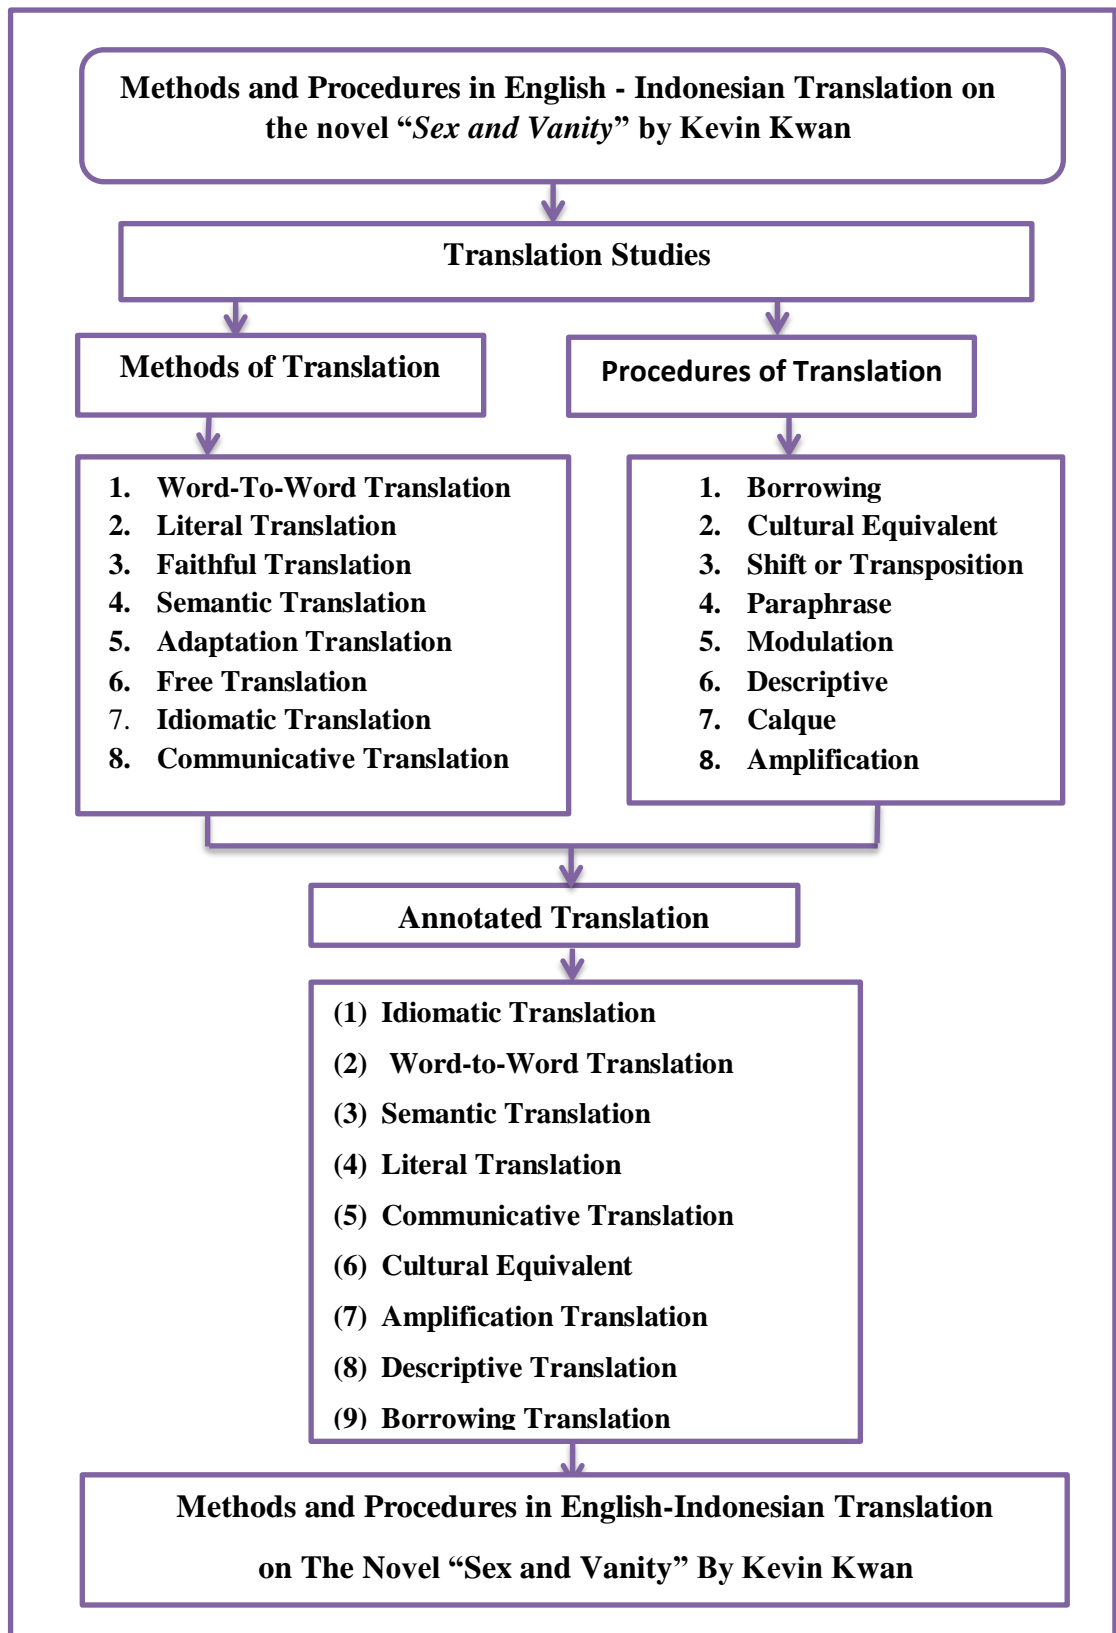 Methods and Procedures in English - Indonesian Translation on
the novel “Sex and Vanity” by Kevin Kwan
Translation Studies
Methods of Translation
Procedures of Translation
1. Word-To-Word Translation
2. Literal Translation
3. Faithful Translation
4. Semantic Translation
5. Adaptation Translation
6. Free Translation
7. Idiomatic Translation
8. Communicative Translation
1. Borrowing
2. Cultural Equivalent
3. Shift or Transposition
4. Paraphrase
5. Modulation
6. Descriptive
7. Calque
8. Amplification
Annotated Translation
(1) Idiomatic Translation
(2) Word-to-Word Translation
(3) Semantic Translation
(4) Literal Translation
(5) Communicative Translation
(6) Cultural Equivalent
(7) Amplification Translation
(8) Descriptive Translation
(9) Borrowing Translation
Methods and Procedures in English-Indonesian Translation
on The Novel “Sex and Vanity” By Kevin Kwan